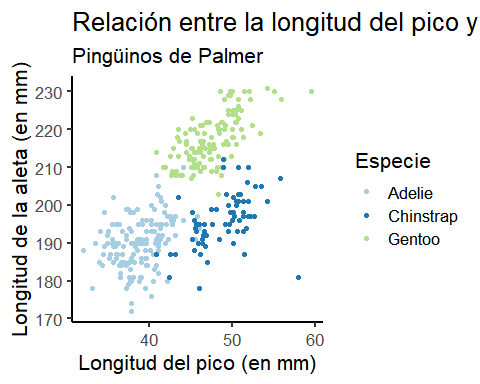 Relación entre la longitud del pico y
Pingüinos de Palmer
Longitud de la aleta (en mm)
230
220
210
200
190
180
170
40
50
60
Longitud del pico (en mm)
Especie
Adelie
Chinstrap
Gentoo